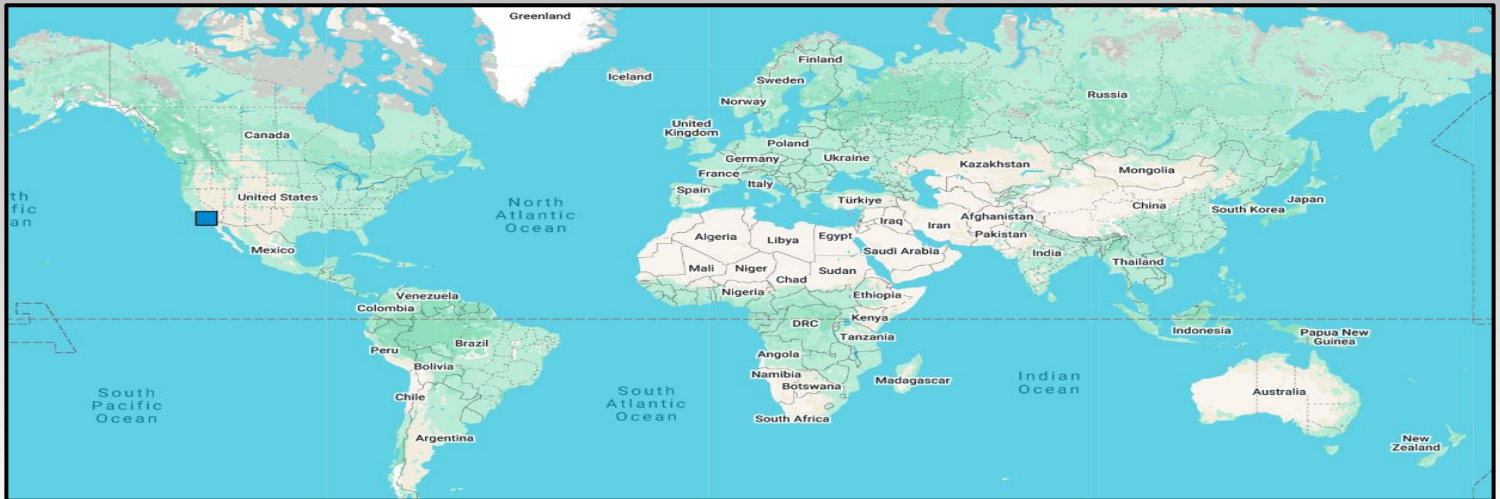 Greenland
Iceland
Finland
Sweden
Norway
Russia
Canada
United
Kingdom
Poland
Germany
Ukraine
France
Italy
Spain
Kazakhstan
Mongolia
United States
Türkiye
th
fic
an
North
Atlantic
Ocean
Japan
South Korea
China
Afghanistan
Iraq
Iran
Pakistan
Mexico
Algeria
Libya
Egypt
Saudi Arabia
India
Thailand
Mali
Niger
Chad
Sudan
Nigeria
Ethiopia
Venezuela
Colombia
DRC
Kenya
Tanzania
Indonesia
Papua New
Guinea
Peru
Brazil
Bolivia
Angola
Namibia
Botswana
Madagascar
Indian
Ocean
Australia
South
Pacific
Ocean
Chile
South
Atlantic
Ocean
South Africa
Argentina
New
Zealand